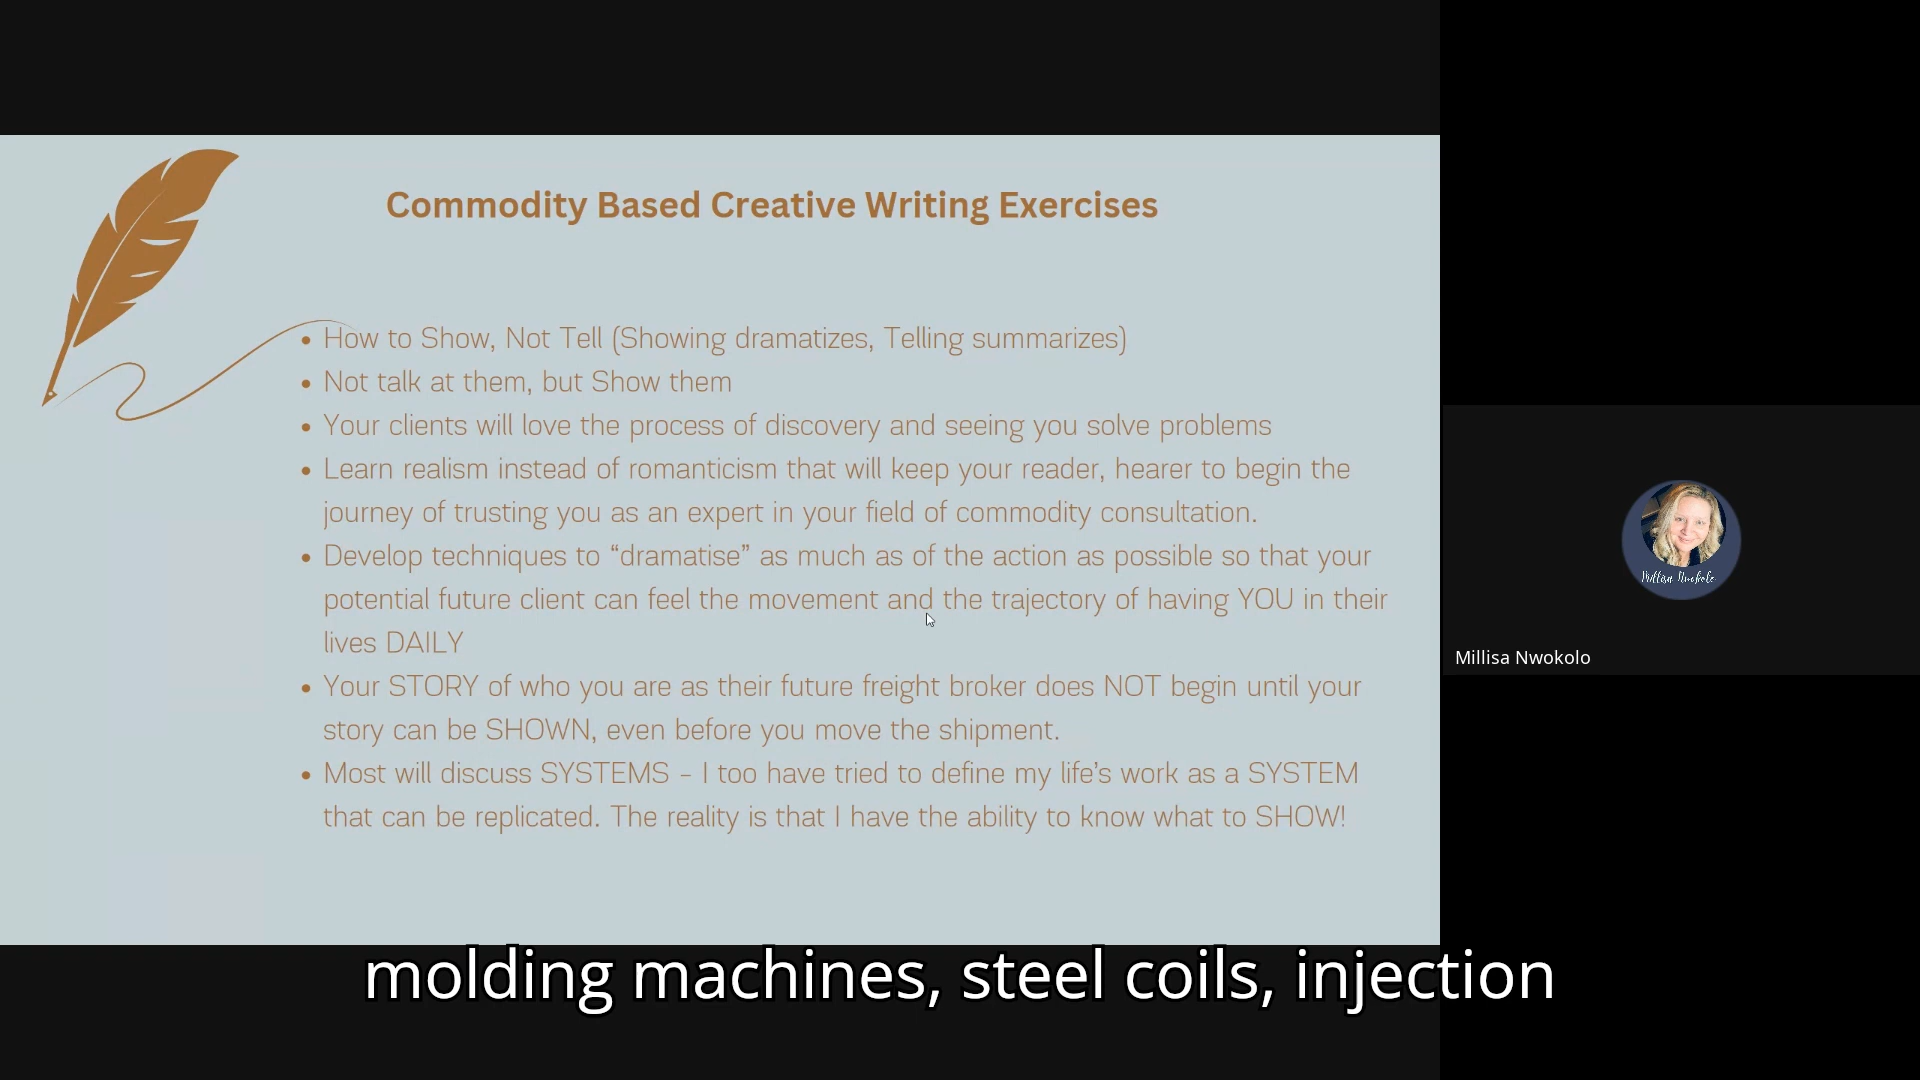 Commodity Based Creative Writing Exercises
• How to Show, Not Tell (Showing dramatizes, Telling summarizes)
• Not talk at them, but Show them
• Your clients will love the process of discovery and seeing you solve problems
• Learn realism instead of romanticism that will keep your reader, hearer to begin the
journey of trusting you as an expert in your field of commodity consultation.
• Develop techniques to “dramatise” as much as of the action as possible so that your
potential future client can feel the movement and the trajectory of having YOU in their
lives DAILY
• Your STORY of who you are as their future freight broker does NOT begin until your
story can be SHOWN, even before you move the shipment.
• Most will discuss SYSTEMS – I too have tried to define my life’s work as a SYSTEM
that can be replicated. The reality is that I have the ability to know what to SHOW!
Millisa Nwokolo
Millisa Nwokolo
molding machines, steel coils, injection